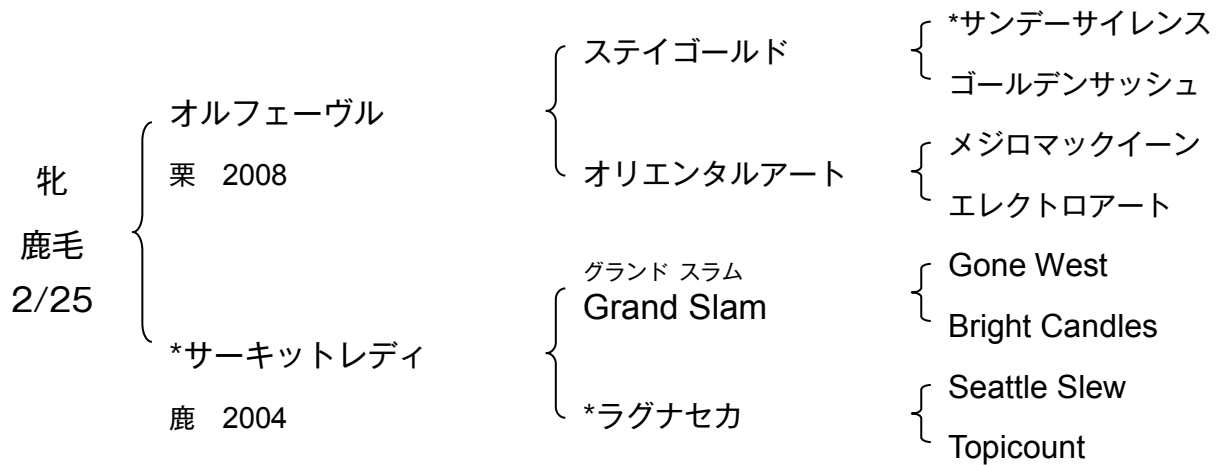 牝
鹿毛
2/25
オルフェーヴル
栗 2008
*サーキットレディ
鹿 2004
ステイゴールド
オリエンタルアート
グランド スラム
Grand Slam
*ラグナセカ
*サンデーサイレンス
ゴールデンサッシュ
メジロマックイーン
エレクトロアート
Gone West
Bright Candles
Seattle Slew
Topicount